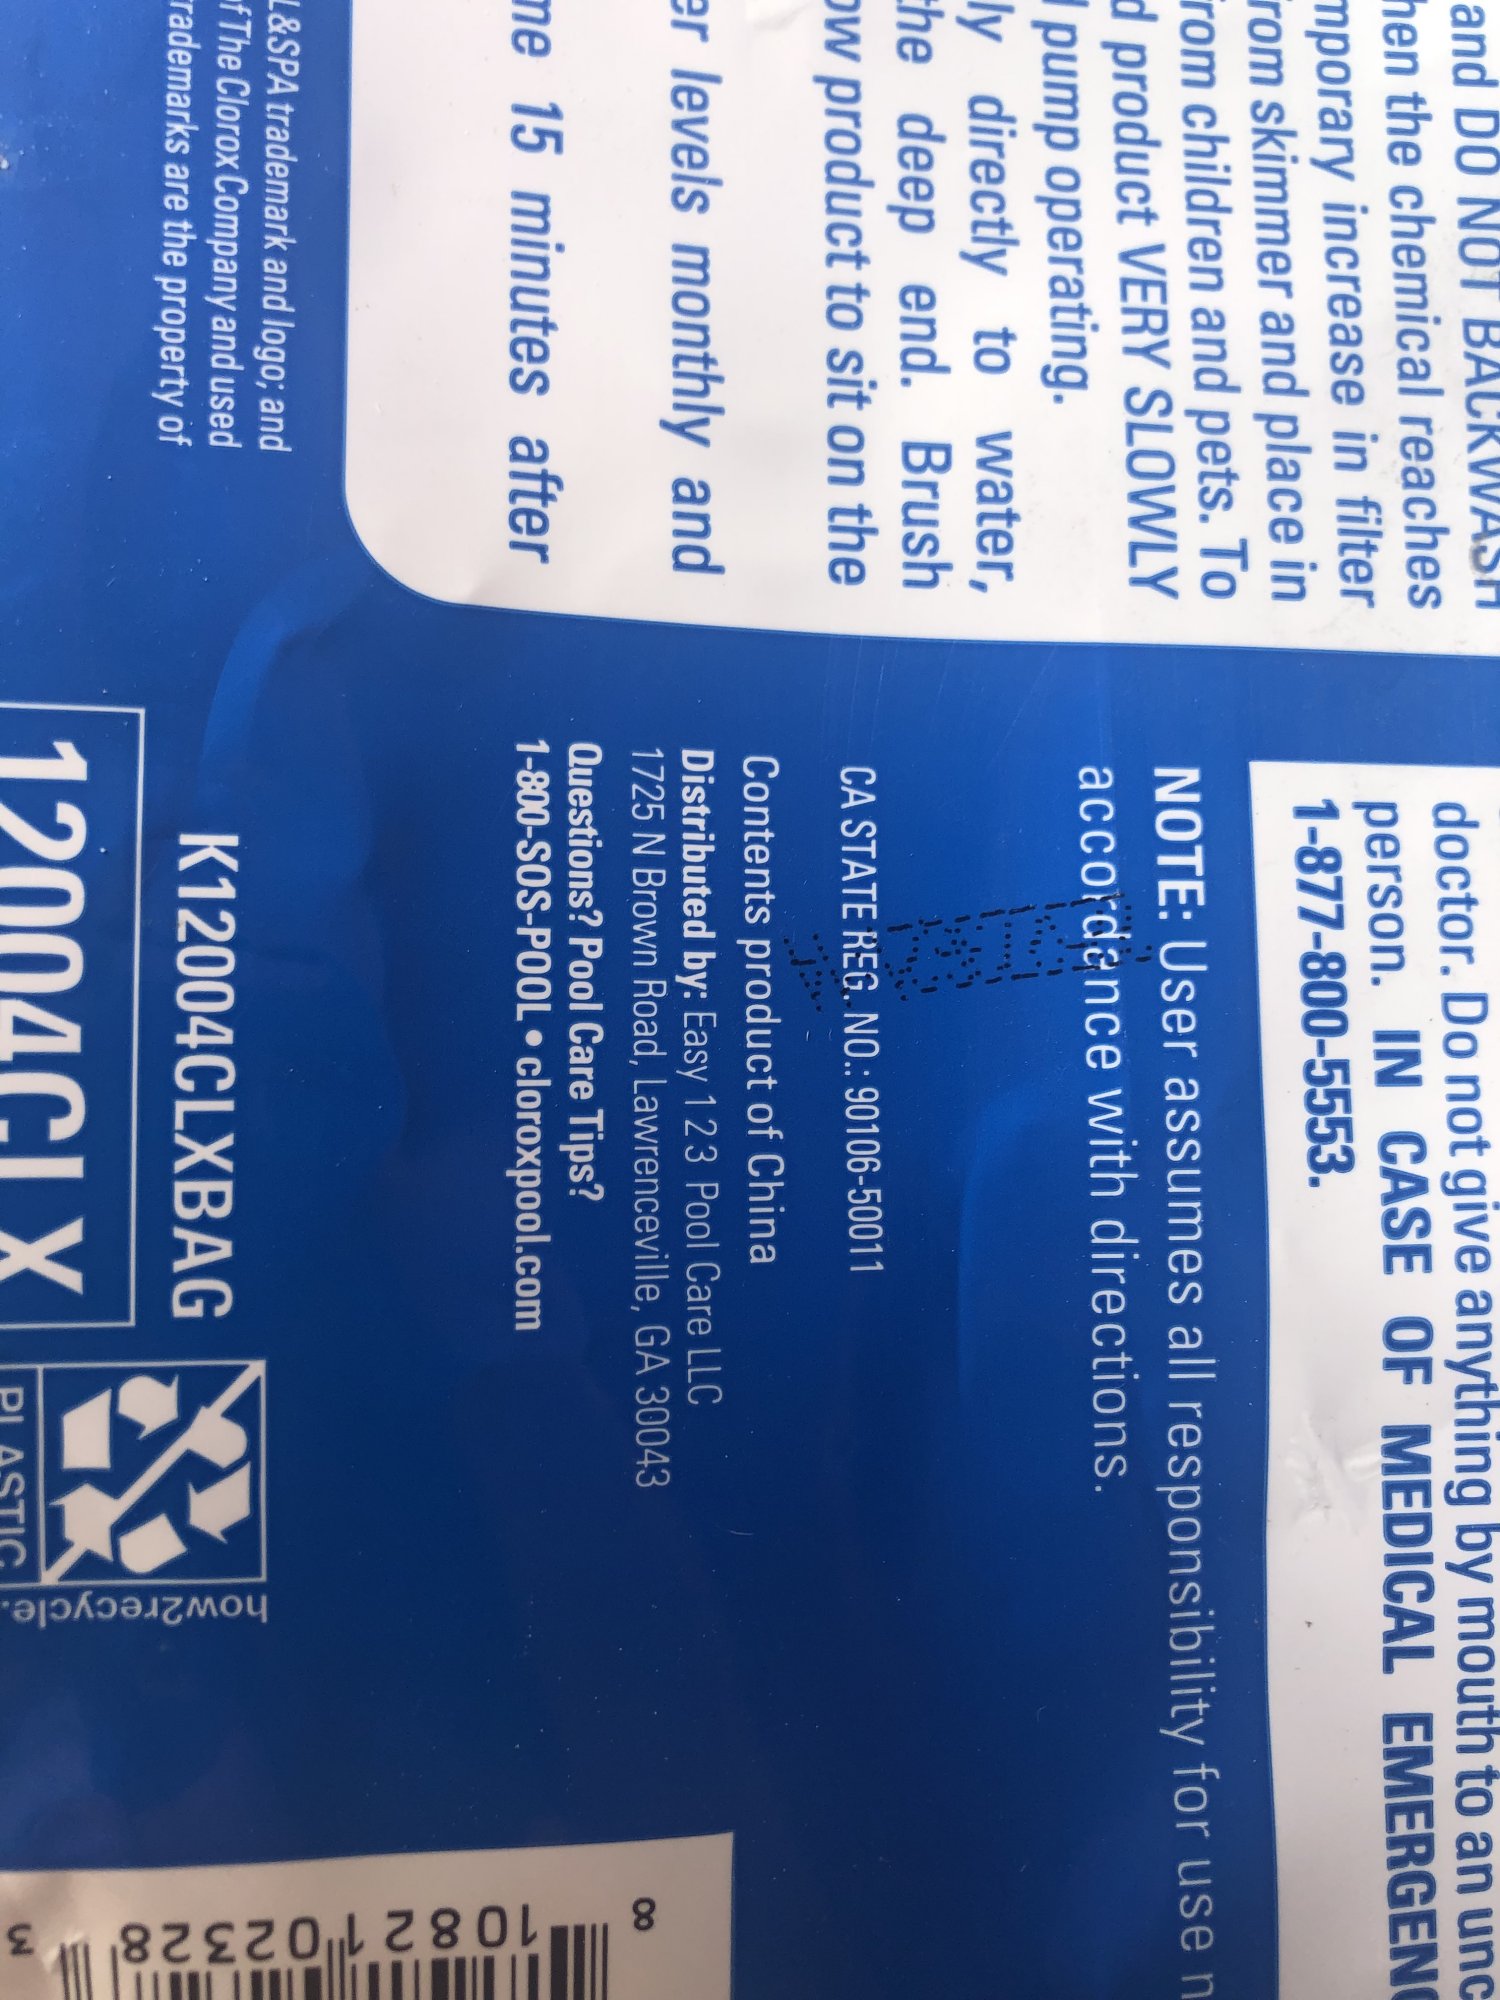 and DO NOT BACKWASH
hen the chemical reaches
mporary increase in filter
rom skimmer and place in
rom children and pets. To
d product VERY SLOWLY
pump operating.
ly directly to water,
the deep end. Brush
ow product to sit on the
er levels monthly and
me 15 minutes after
L&SPA trademark and logo; and
of The Clorox Company and used
trademarks are the property of
doctor. Do not give anything by mouth to an unc
person. IN CASE OF MEDICAL EMERGENC
1-877-800-5553.
NOTE: User assumes all responsibility for use n
accordance with directions.
CA STATE REG. NO.: 90106-50011
Contents product of China
Distributed by: Easy 1 2 3 Pool Care LLC
1725 N Brown Road, Lawrenceville, GA 30043
Questions? Pool Care Tips?
1-800-SOS-POOL • cloroxpool.com
K12004CLXBAG
12004CLX
PLASTIC
how2recycle.
8 10821 02328 3